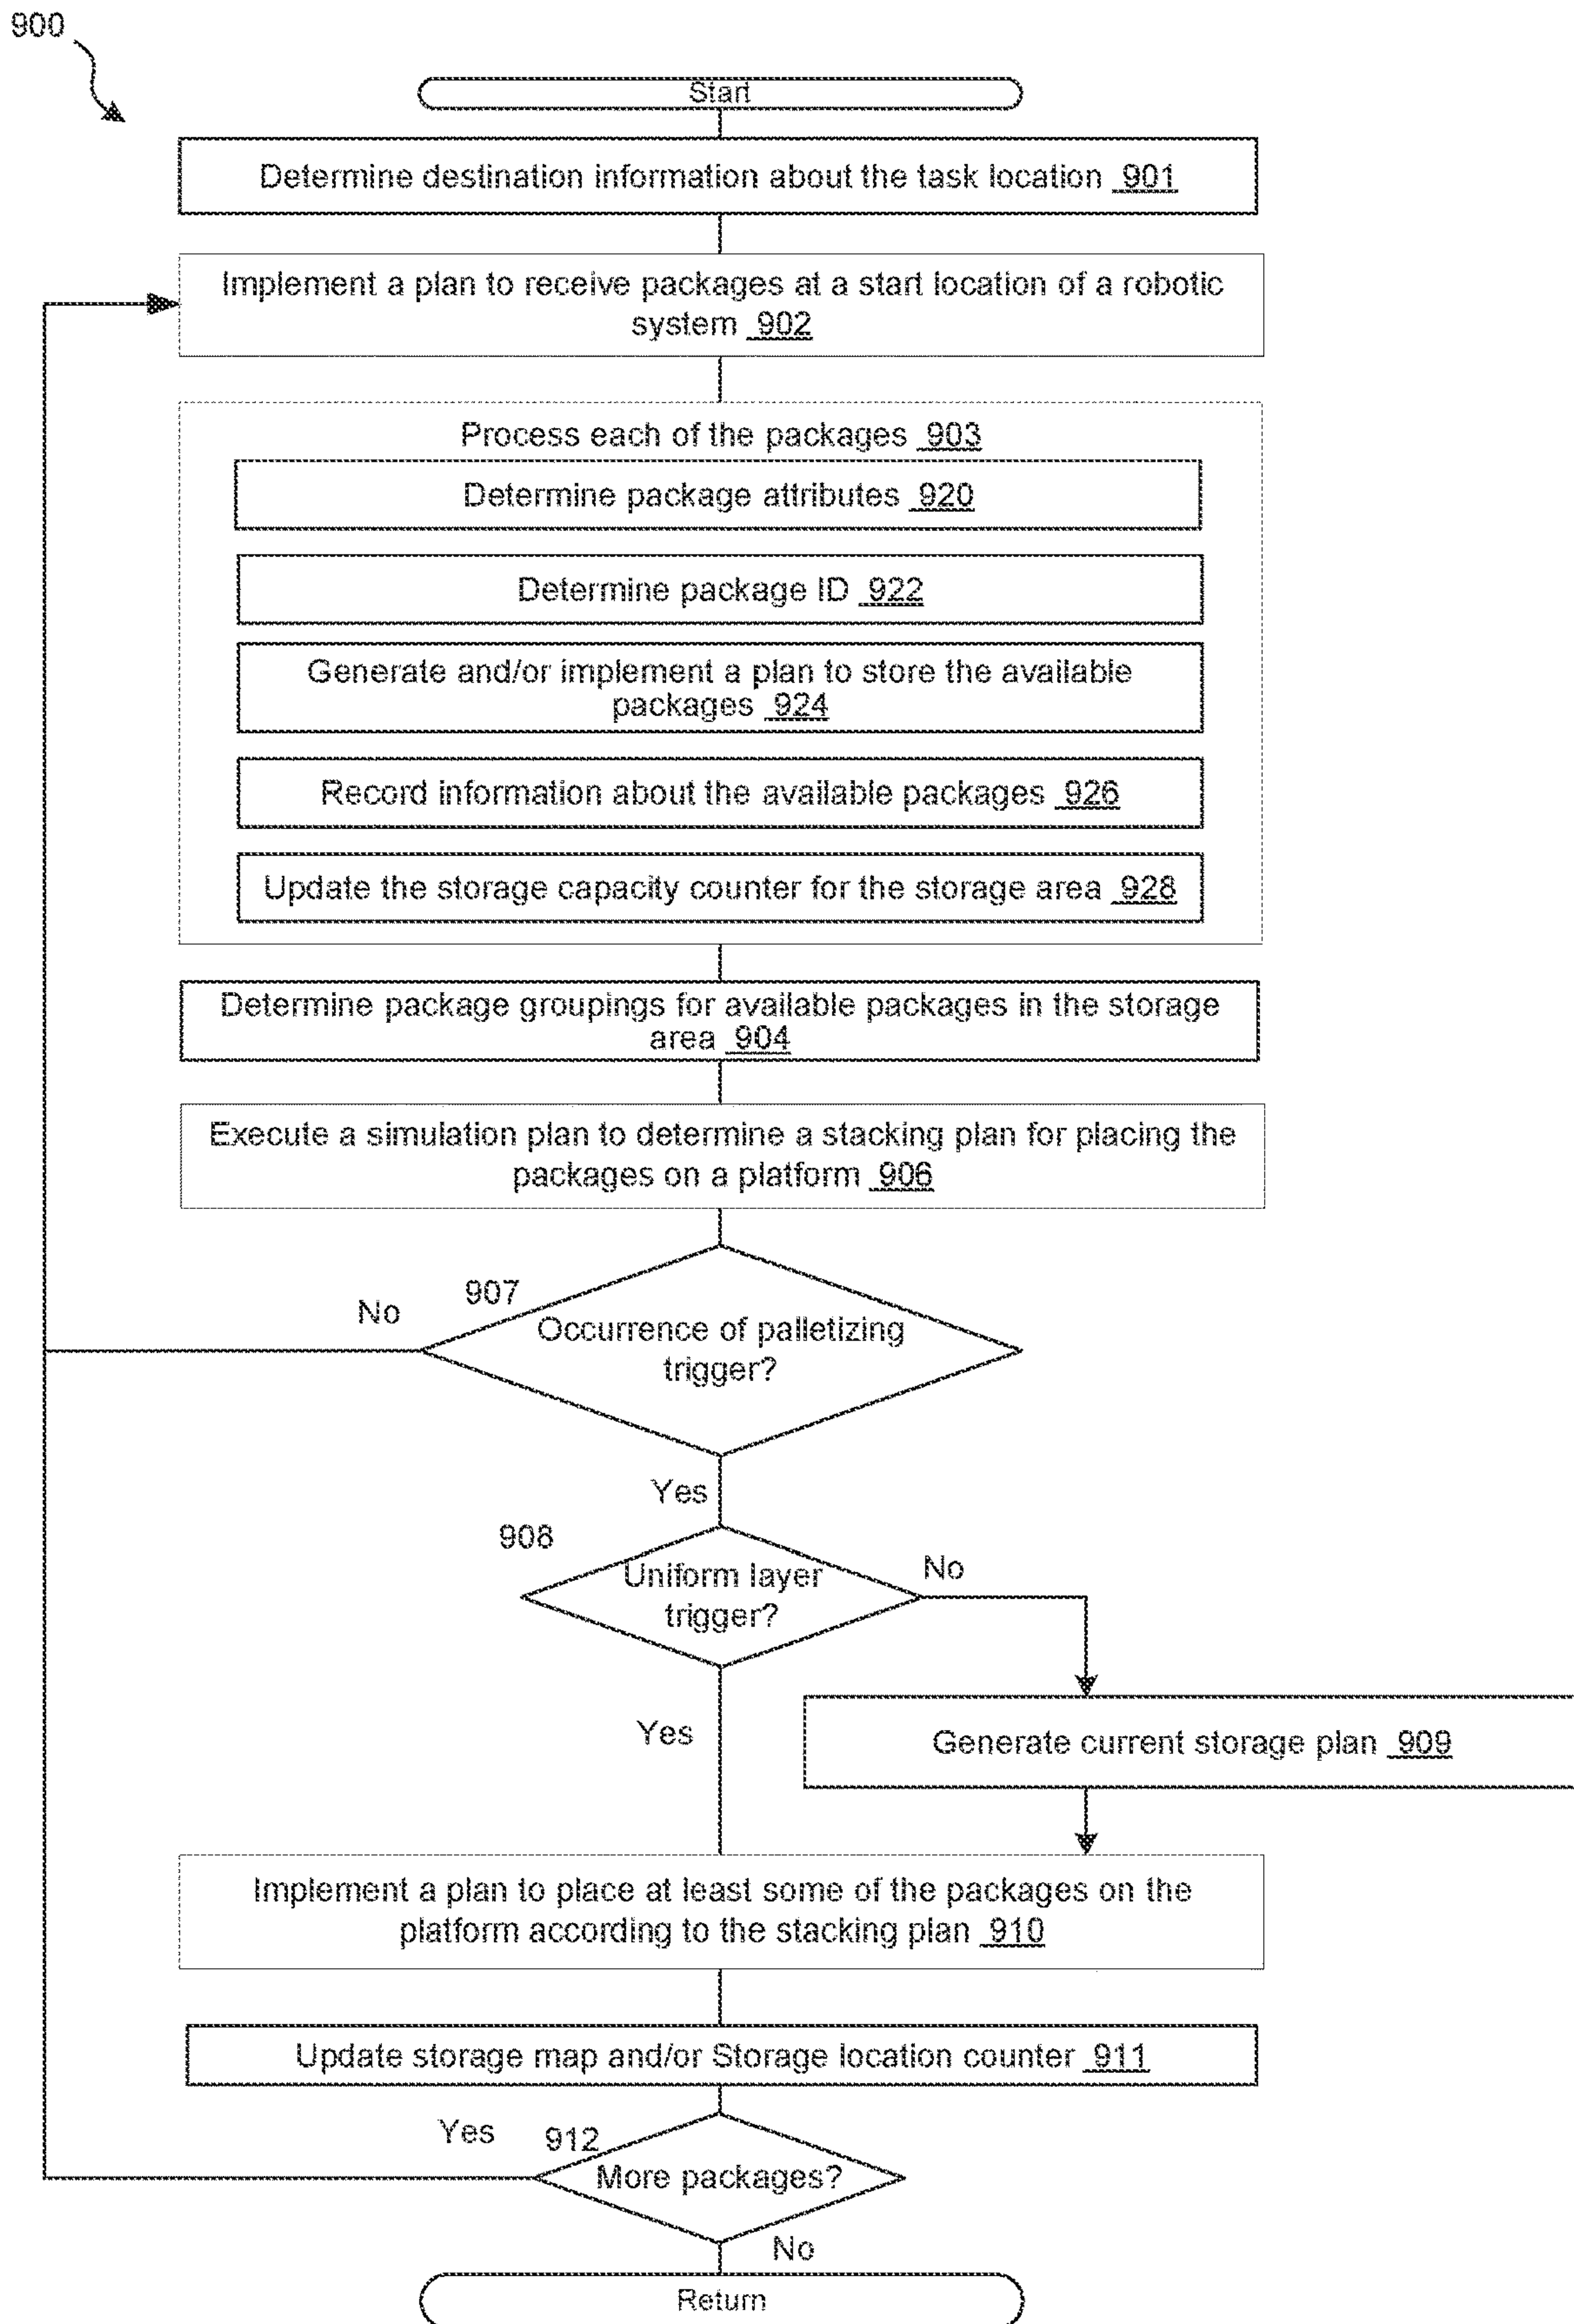 900
Start
Determine destination information about the task location 901
Implement a plan to receive packages at a start location of a robotic
system 902
Process each of the packages 903
Determine package attributes 920
Determine package ID 922
Generate and/or implement a plan to store the available
packages 924
Record information about the available packages 926
Update the storage capacity counter for the storage area 928
Determine package groupings for available packages in the storage
area 904
Execute a simulation plan to determine a stacking plan for placing the
packages on a platform 906
907
No
Occurrence of palletizing
trigger?
Yes
908
Uniform layer
trigger?
No
Yes
Generate current storage plan 909
Implement a plan to place at least some of the packages on the
platform according to the stacking plan 910
Update storage map and/or Storage location counter 911
Yes
912
More packages?
No
Return